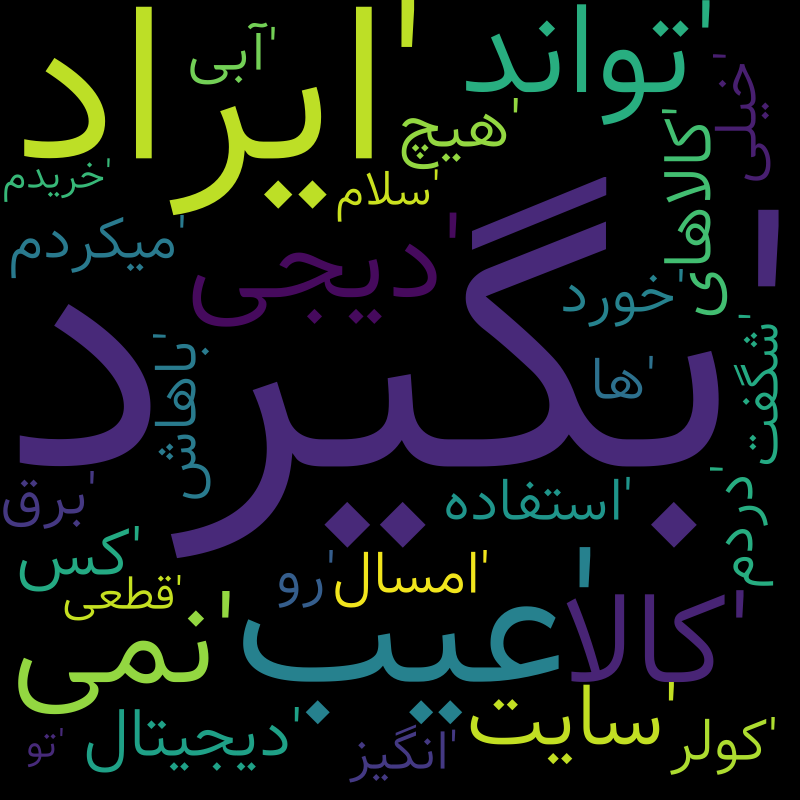 'ایراد
'تواند
'آبی
'هیچ
'خیلی
'کالاهای
'خریدم
'سلام
'میکردم
'دیجی
'خورد
'بگیرد
'باهاش
'ها
'شگفت
'برق
'استفاده
'دردم
'کس
'قطعی
'رو
'امسال
'نمی
'عیب
'کالا
'تو
'دیجیتال
'انگیز
'سایت
'کولر